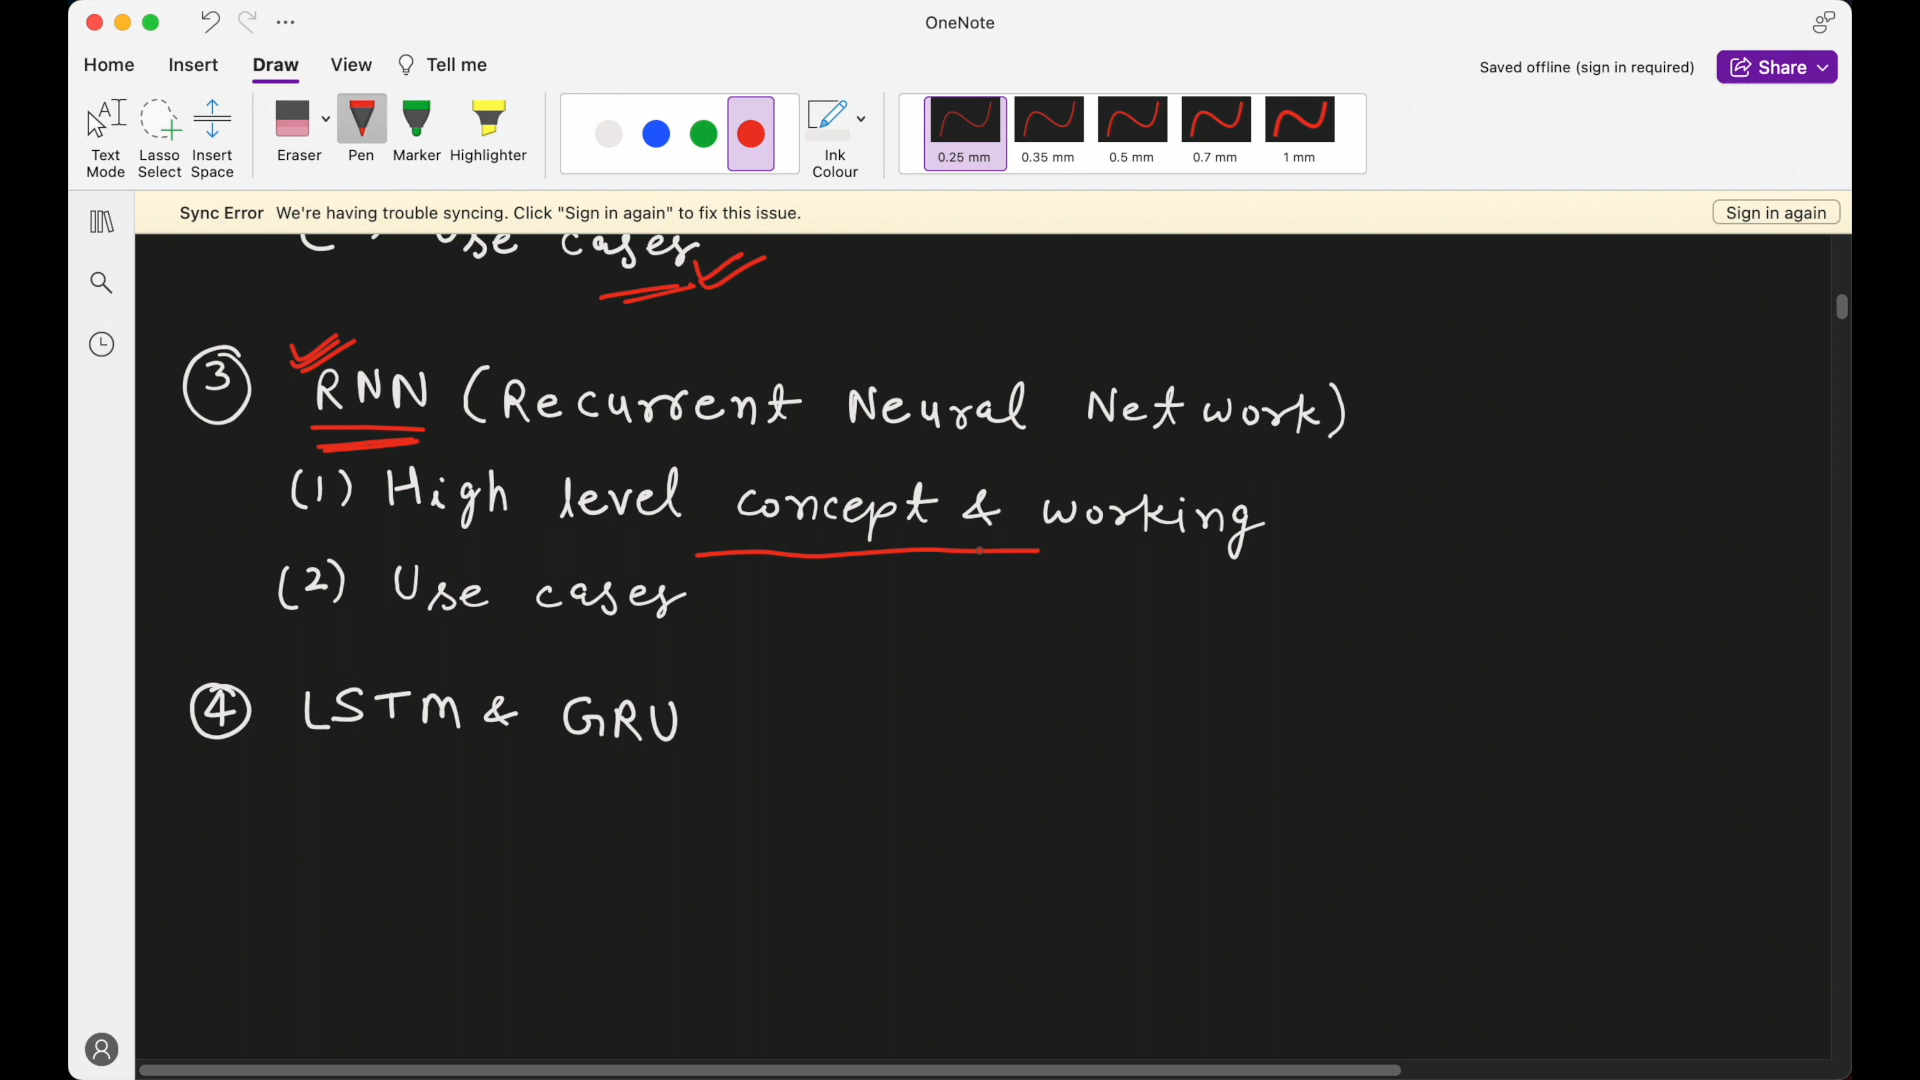 OneNote
Home Insert Draw View Tell me
Saved offline (sign in required) Share
Text Mode Lasso Select Insert Space Eraser Pen Marker Highlighter Ink Colour 0.25 mm 0.35 mm 0.5 mm 0.7 mm 1 mm
Sync Error We're having trouble syncing. Click "Sign in again" to fix this issue. Sign in again
Use cases
3 RNN (Recurrent Neural Network)
(1) High level concept & working
(2) Use cases
4 LSTM & GRU